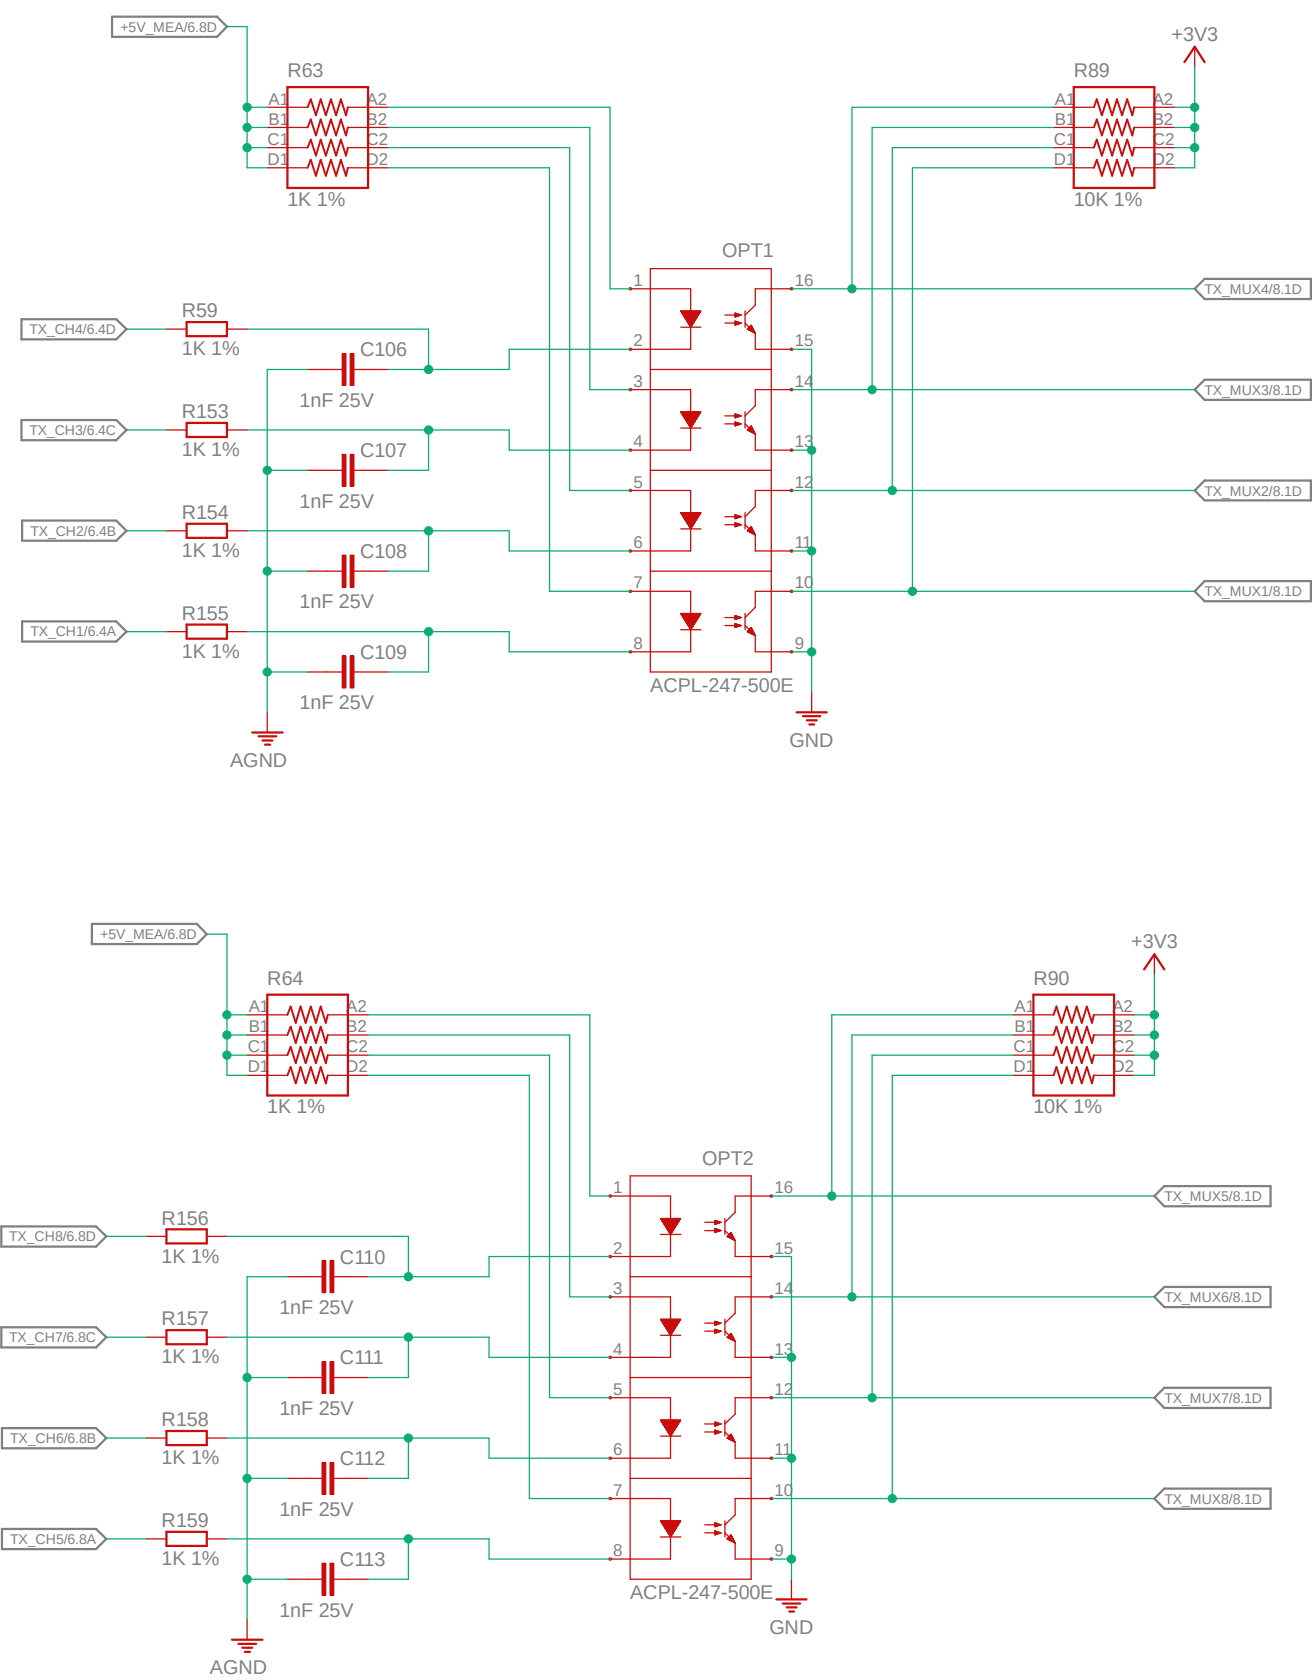 +5V_MEA/6.8D
+3V3
R63
R89
A1 A2
B1 B2
C1 C2
D1 D2
1K 1%
A1 A2
B1 B2
C1 C2
D1 D2
10K 1%
OPT1
1 16
TX_MUX4/8.1D
R59
TX_CH4/6.4D
1K 1%
2 15
C106
1nF 25V
3 14
TX_MUX3/8.1D
R153
TX_CH3/6.4C
1K 1%
4 13
C107
1nF 25V
5 12
TX_MUX2/8.1D
R154
TX_CH2/6.4B
1K 1%
6 11
C108
1nF 25V
7 10
TX_MUX1/8.1D
R155
TX_CH1/6.4A
1K 1%
8 9
C109
1nF 25V
ACPL-247-500E
AGND
GND
+5V_MEA/6.8D
+3V3
R64
R90
A1 A2
B1 B2
C1 C2
D1 D2
1K 1%
A1 A2
B1 B2
C1 C2
D1 D2
10K 1%
OPT2
1 16
TX_MUX5/8.1D
R156
TX_CH8/6.8D
1K 1%
2 15
C110
1nF 25V
3 14
TX_MUX6/8.1D
R157
TX_CH7/6.8C
1K 1%
4 13
C111
1nF 25V
5 12
TX_MUX7/8.1D
R158
TX_CH6/6.8B
1K 1%
6 11
C112
1nF 25V
7 10
TX_MUX8/8.1D
R159
TX_CH5/6.8A
1K 1%
8 9
C113
1nF 25V
ACPL-247-500E
GND
AGND